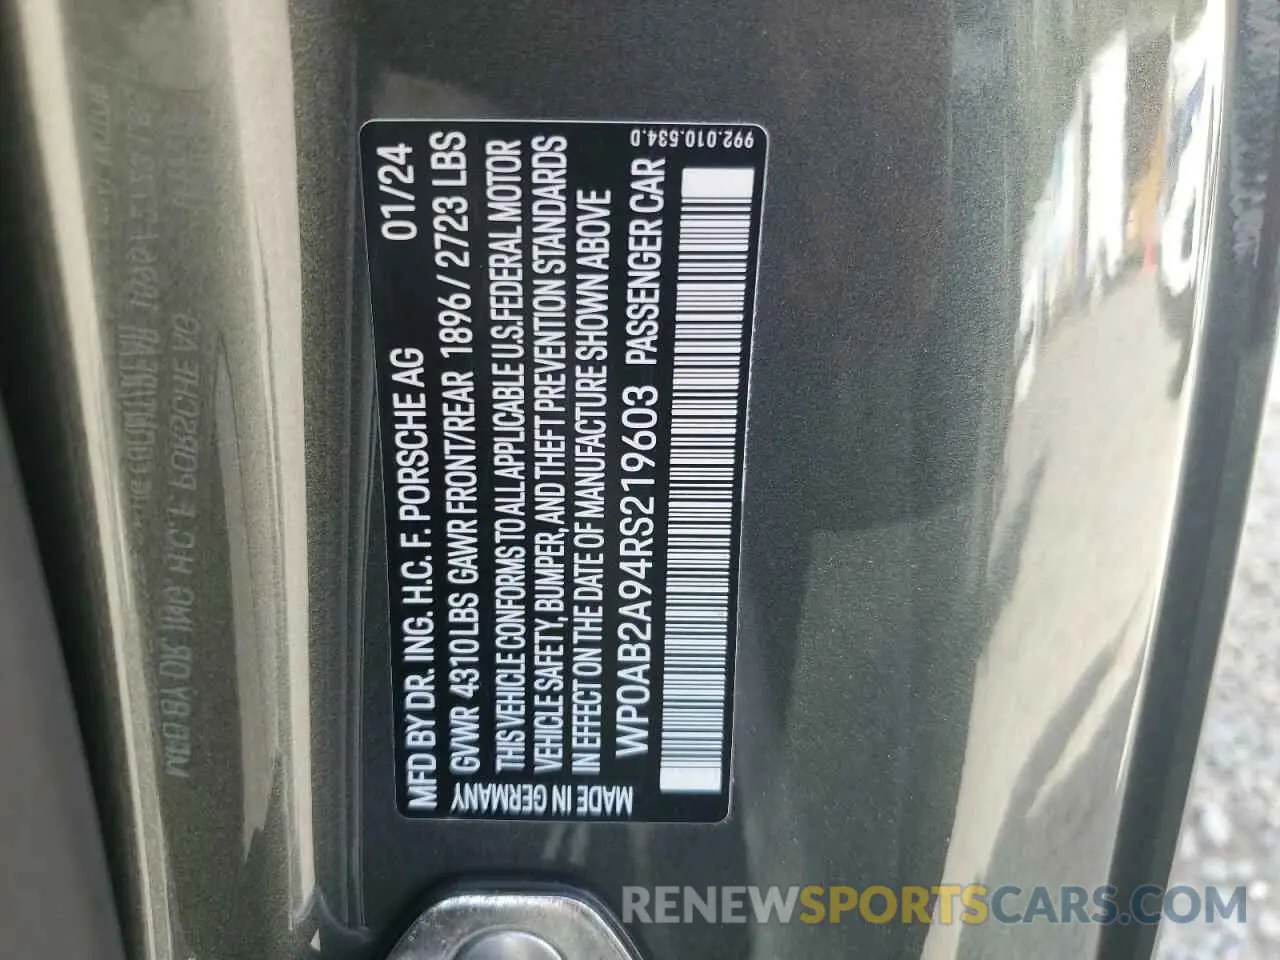 MFD BY DR. ING. H.C. F. PORSCHE AG 01/24
GVWR 4310 LBS GAWR FRONT/REAR 1896 / 2723 LBS
THIS VEHICLE CONFORMS TO ALL APPLICABLE U.S. FEDERAL MOTOR
VEHICLE SAFETY, BUMPER, AND THEFT PREVENTION STANDARDS
IN EFFECT ON THE DATE OF MANUFACTURE SHOWN ABOVE
WP0AB2A94RS219603 PASSENGER CAR
MADE IN GERMANY
992.010.534.D
RENEWSPORTSCARS.COM